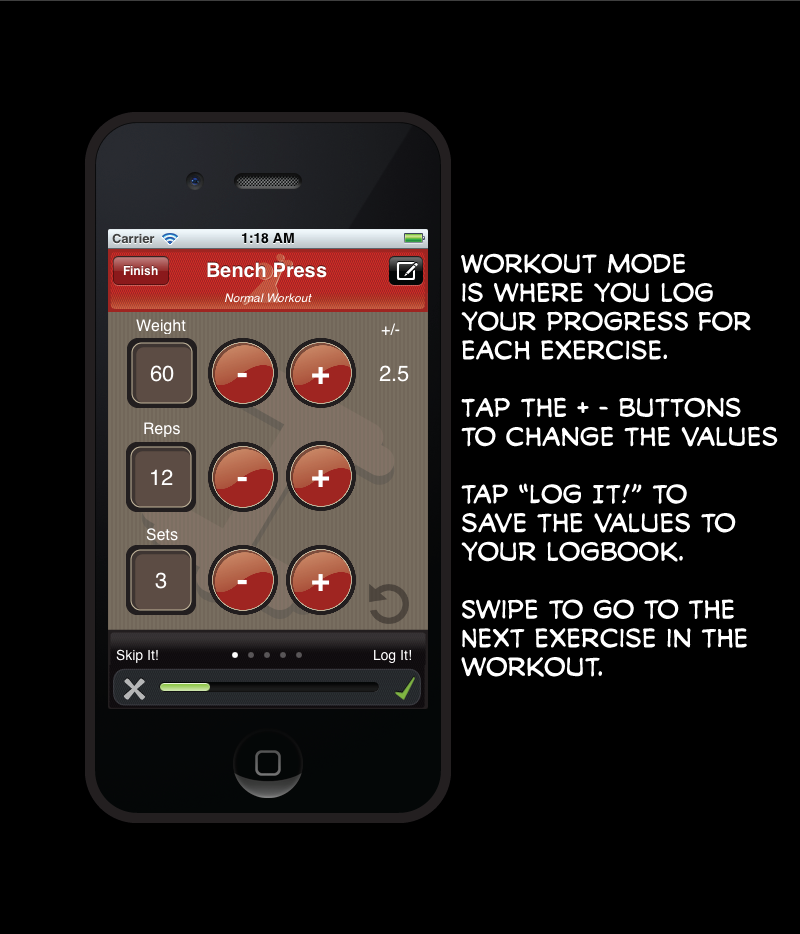 Carrier 1:18 AM
Finish Bench Press
Normal Workout
Weight +/-
60 - + 2.5
Reps
12 - +
Sets
3 - +
Skip It! Log It!
WORKOUT MODE
IS WHERE YOU LOG
YOUR PROGRESS FOR
EACH EXERCISE.
TAP THE + - BUTTONS
TO CHANGE THE VALUES
TAP “LOG IT!” TO
SAVE THE VALUES TO
YOUR LOGBOOK.
SWIPE TO GO TO THE
NEXT EXERCISE IN THE
WORKOUT.